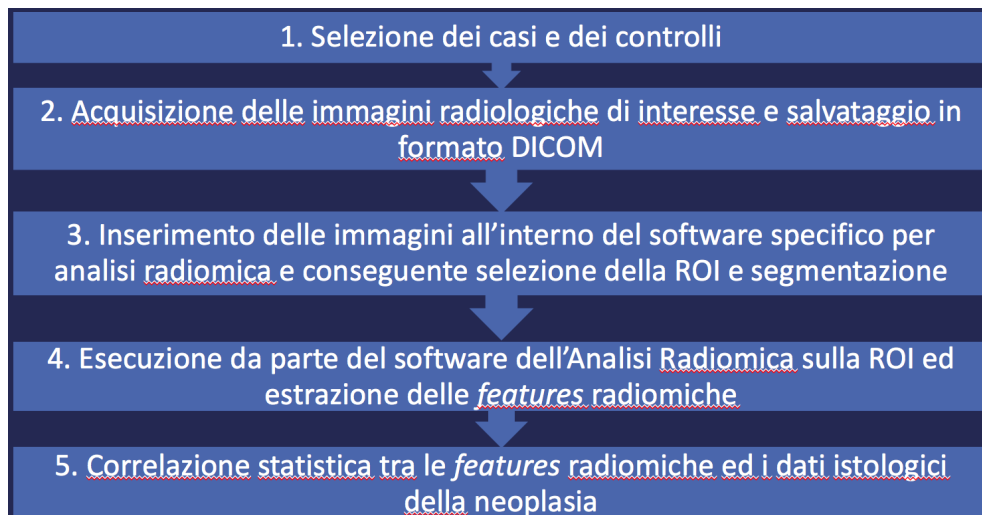 1. Selezione dei casi e dei controlli
2. Acquisizione delle immagini radiologiche di interesse e salvataggio in
formato DICOM
3. Inserimento delle immagini all’interno del software specifico per
analisi radiomica e conseguente selezione della ROI e segmentazione
4. Esecuzione da parte del software dell’Analisi Radiomica sulla ROI ed
estrazione delle features radiomiche
5. Correlazione statistica tra le features radiomiche ed i dati istologici
della neoplasia